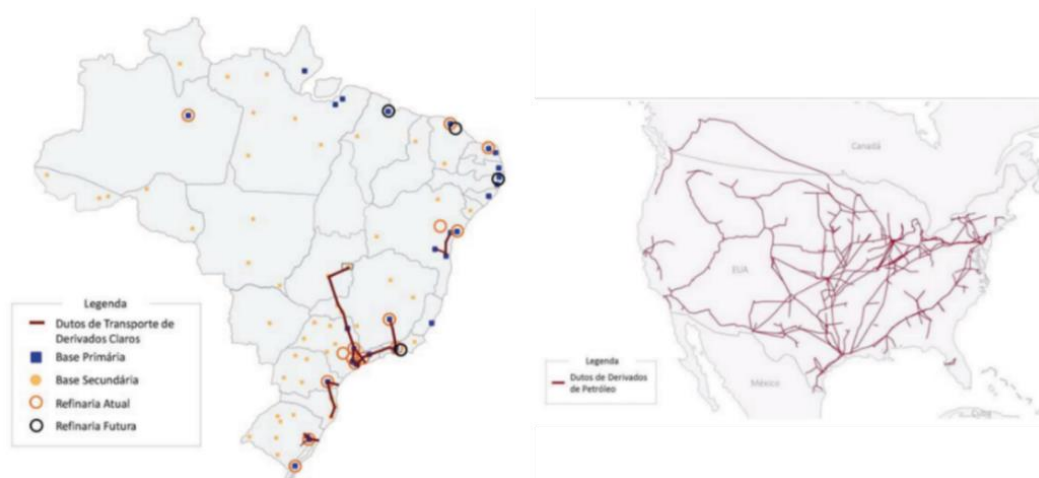 Legenda
Dutos de Transporte de
Derivados Claros
Base Primária
Base Secundária
Refinaria Atual
Refinaria Futura
Canadá
EUA
México
Cuba
Legenda
Dutos de Derivados
de Petróleo